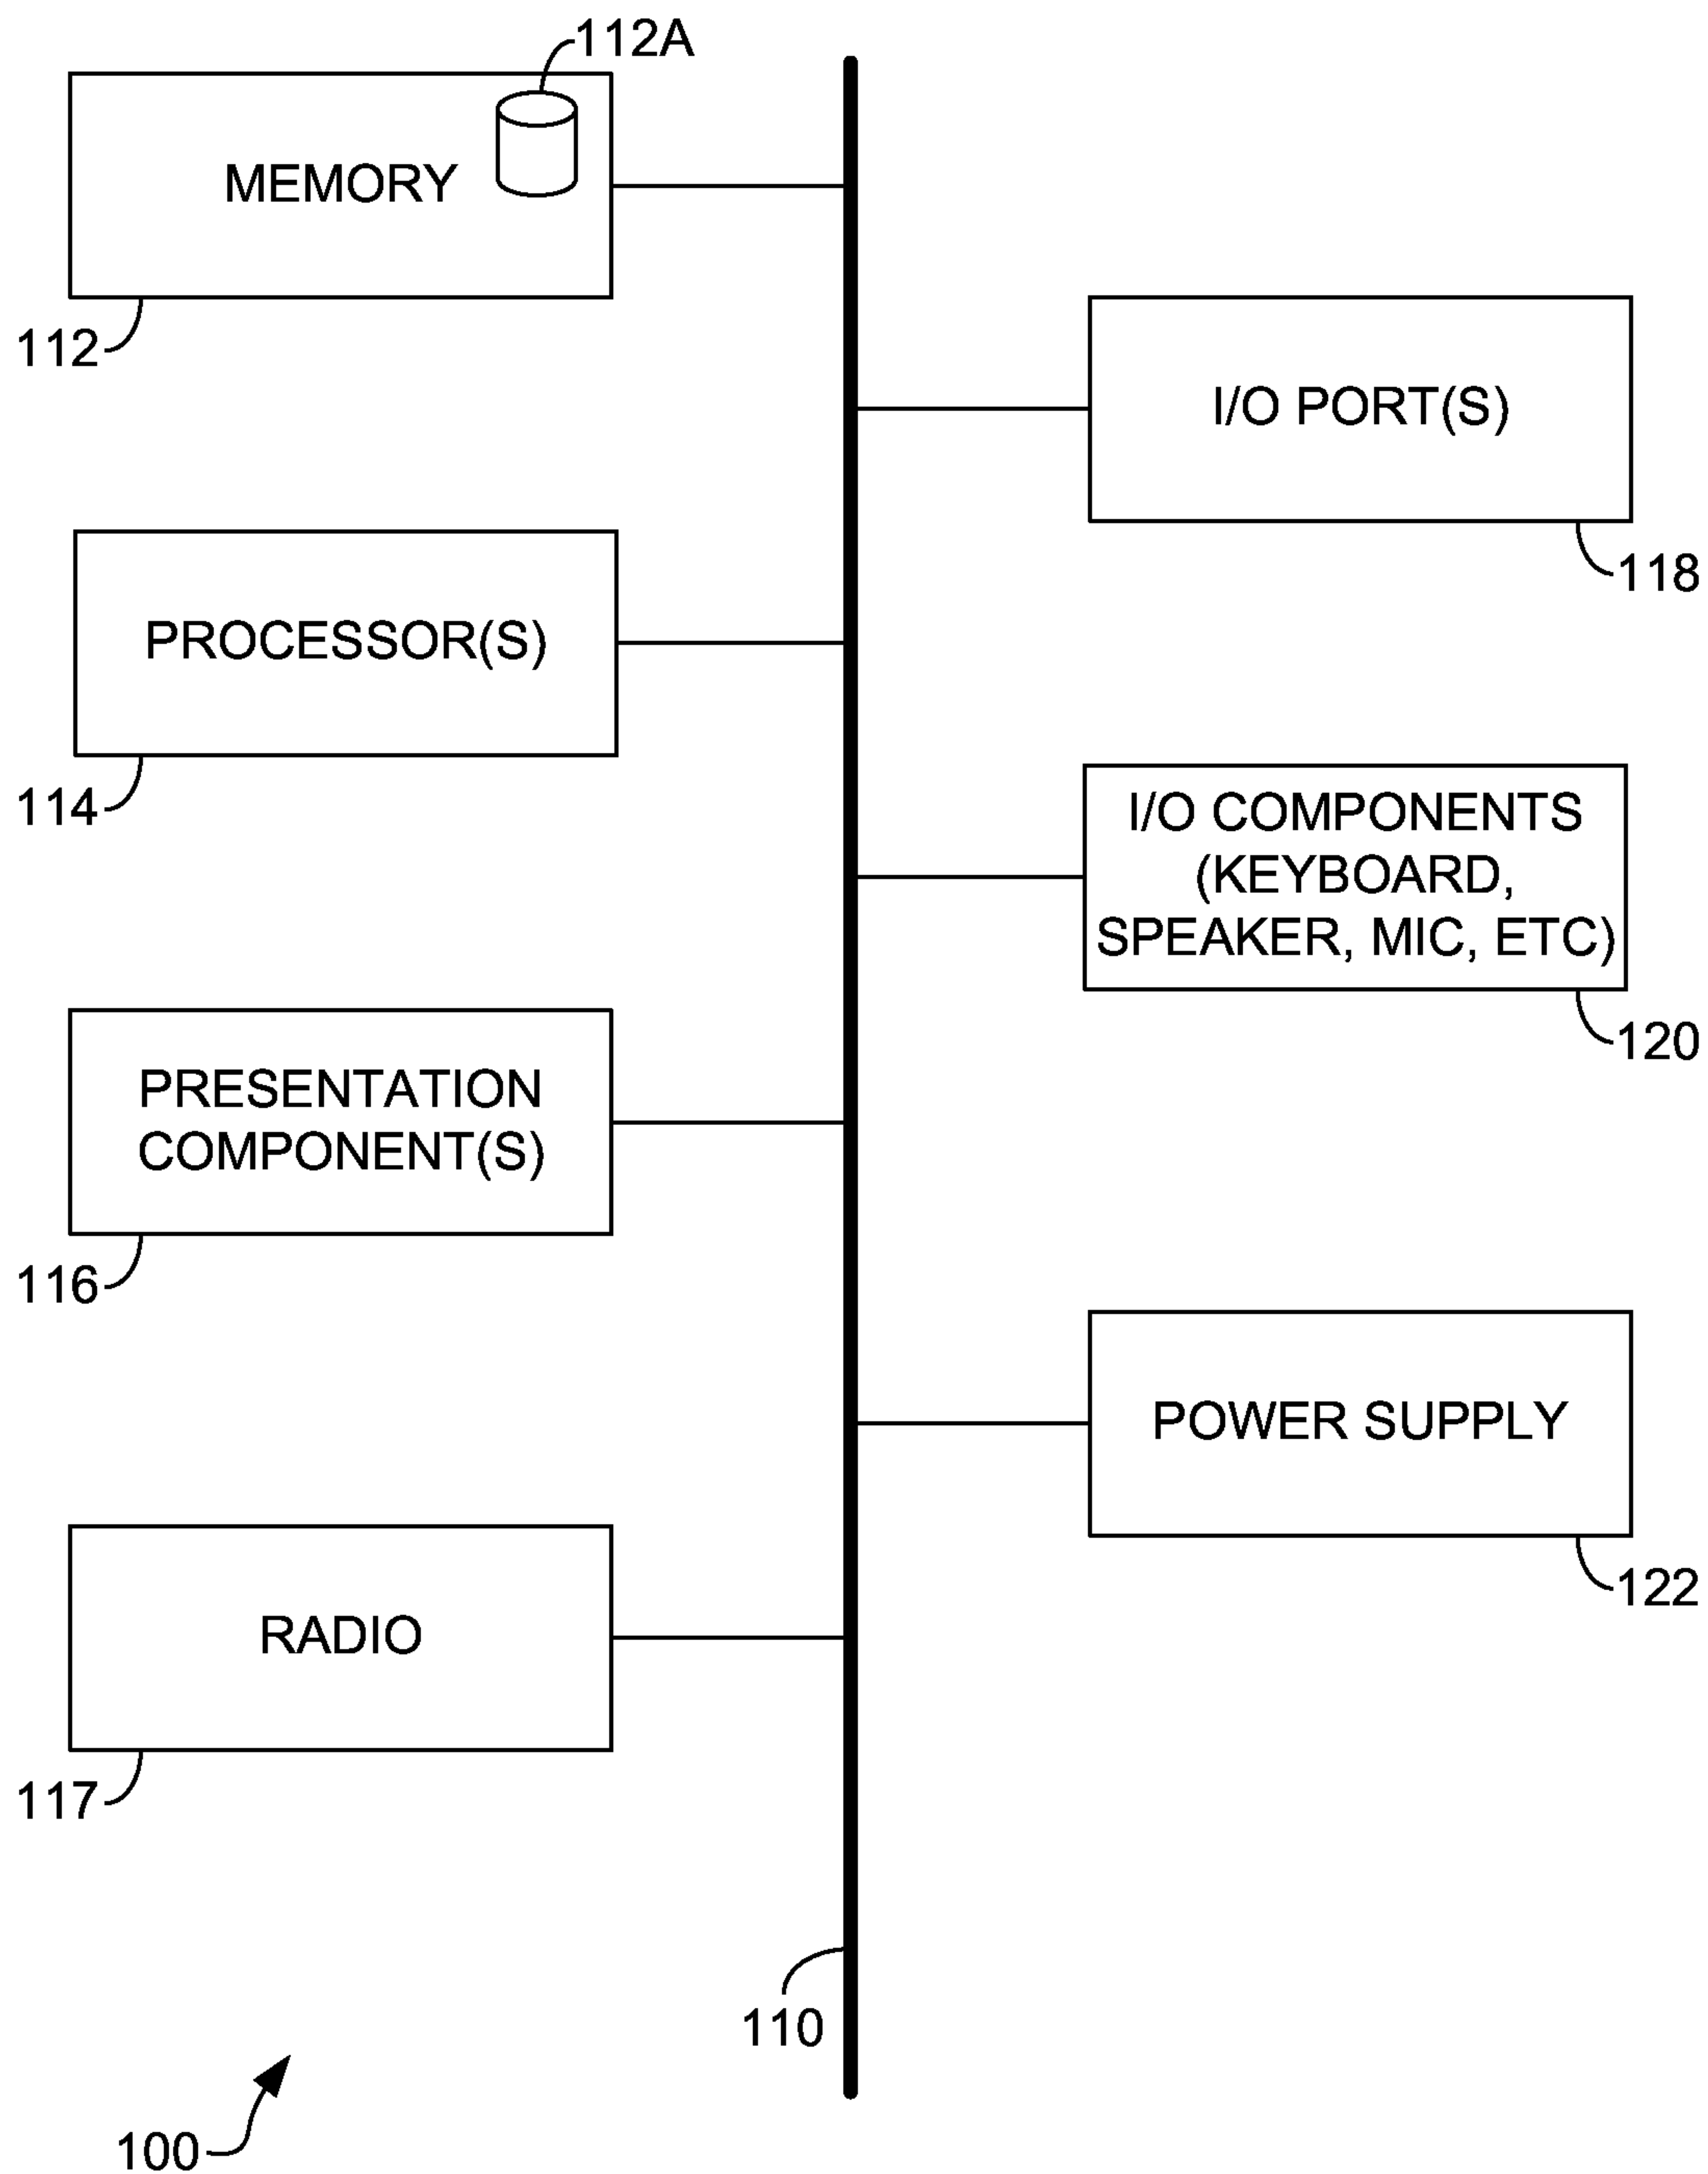 112A
MEMORY
112
I/O PORT(S)
118
PROCESSOR(S)
114
I/O COMPONENTS
(KEYBOARD,
SPEAKER, MIC, ETC)
120
PRESENTATION
COMPONENT(S)
116
POWER SUPPLY
122
RADIO
117
110
100